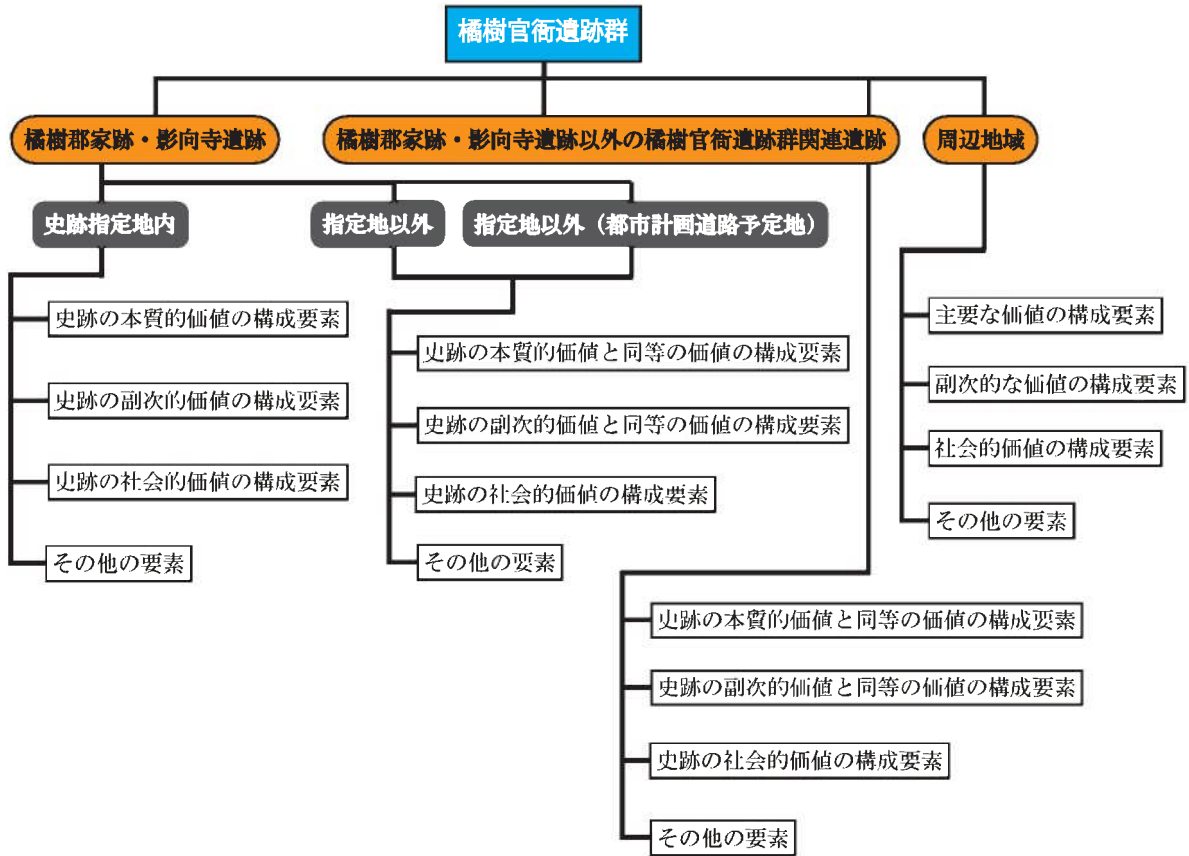 橘樹官衙遺跡群
橘樹郡家跡・影向寺遺跡
橘樹郡家跡・影向寺遺跡以外の橘樹官衙遺跡群関連遺跡
周辺地域
史跡指定地内
指定地以外
指定地以外（都市計画道路予定地）
史跡の本質的価値の構成要素
史跡の副次的価値の構成要素
史跡の社会的価値の構成要素
その他の要素
史跡の本質的価値と同等の価値の構成要素
史跡の副次的価値と同等の価値の構成要素
史跡の社会的価値の構成要素
その他の要素
主要な価値の構成要素
副次的な価値の構成要素
社会的価値の構成要素
その他の要素
史跡の本質的価値と同等の価値の構成要素
史跡の副次的価値と同等の価値の構成要素
史跡の社会的価値の構成要素
その他の要素